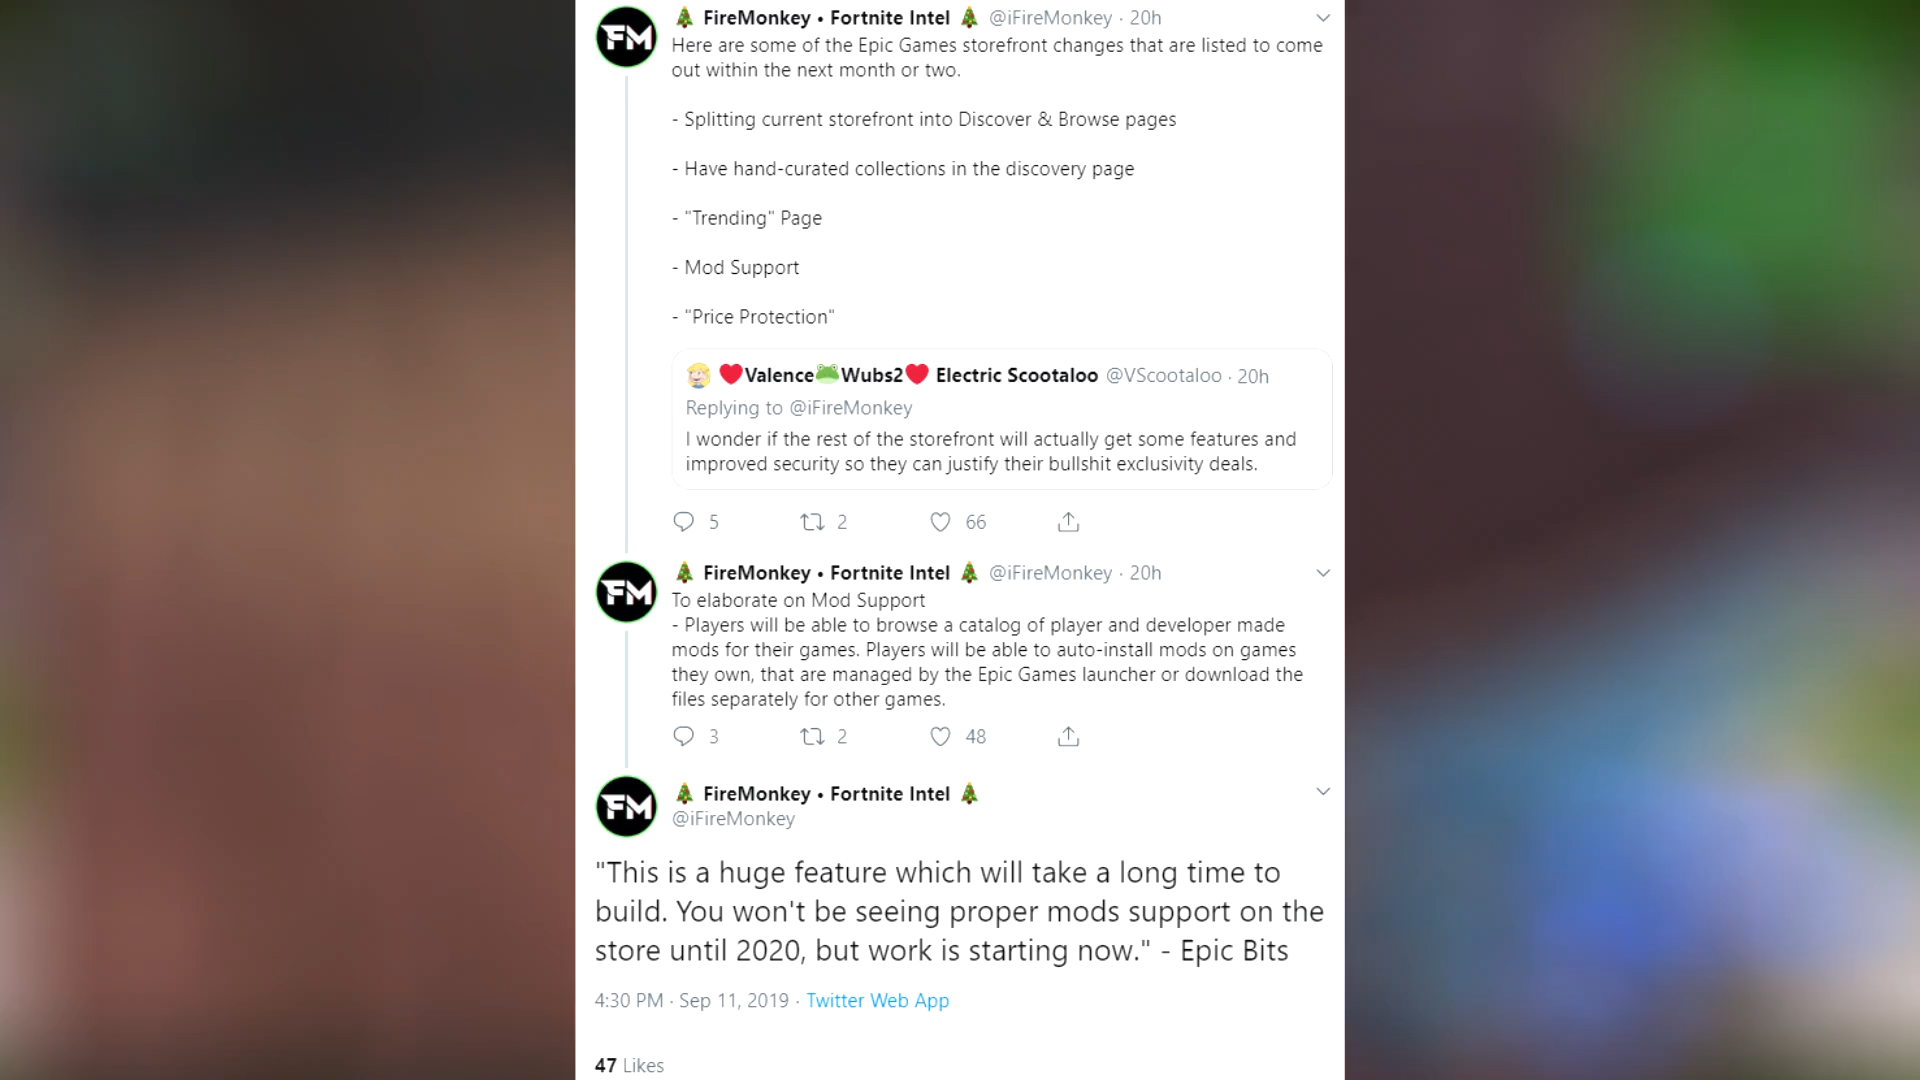 FM
🎄 FireMonkey • Fortnite Intel 🎄 @iFireMonkey · 20h
Here are some of the Epic Games storefront changes that are listed to come
out within the next month or two.
- Splitting current storefront into Discover & Browse pages
- Have hand-curated collections in the discovery page
- "Trending" Page
- Mod Support
- "Price Protection"
❤️Valence🐸Wubs2❤️ Electric Scootaloo @VScootaloo · 20h
Replying to @iFireMonkey
I wonder if the rest of the storefront will actually get some features and
improved security so they can justify their bullshit exclusivity deals.
5 2 66
FM
🎄 FireMonkey • Fortnite Intel 🎄 @iFireMonkey · 20h
To elaborate on Mod Support
- Players will be able to browse a catalog of player and developer made
mods for their games. Players will be able to auto-install mods on games
they own, that are managed by the Epic Games launcher or download the
files separately for other games.
3 2 48
FM
🎄 FireMonkey • Fortnite Intel 🎄
@iFireMonkey
"This is a huge feature which will take a long time to
build. You won't be seeing proper mods support on the
store until 2020, but work is starting now." - Epic Bits
4:30 PM · Sep 11, 2019 · Twitter Web App
47 Likes